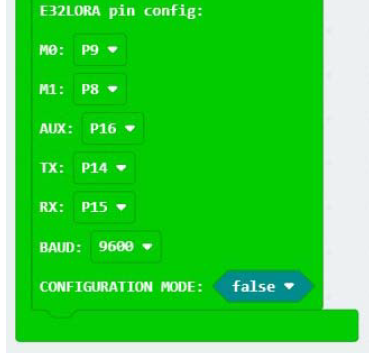 E32LORA pin config:
M0: P9
M1: P8
AUX: P16
TX: P14
RX: P15
BAUD: 9600
CONFIGURATION MODE: false